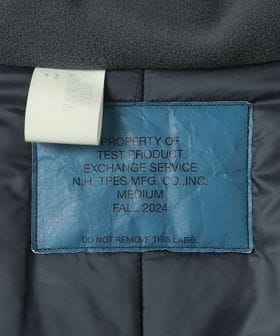 PROPERTY OF
TEST PRODUCT
EXCHANGE SERVICE
N.H. TPES MFG. CO.,INC.
MEDIUM
FALL 2024
DO NOT REMOVE THIS LABEL